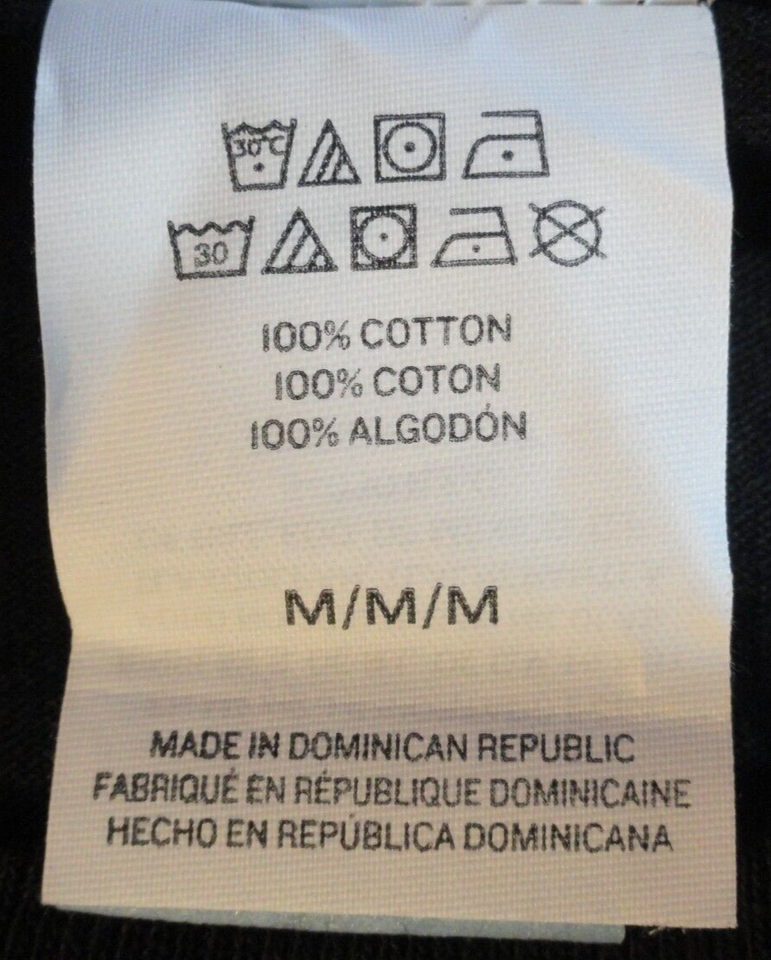 30°C
30
100% COTTON
100% COTON
100% ALGODÓN
M/M/M
MADE IN DOMINICAN REPUBLIC
FABRIQUÉ EN RÉPUBLIQUE DOMINICAINE
HECHO EN REPÚBLICA DOMINICANA